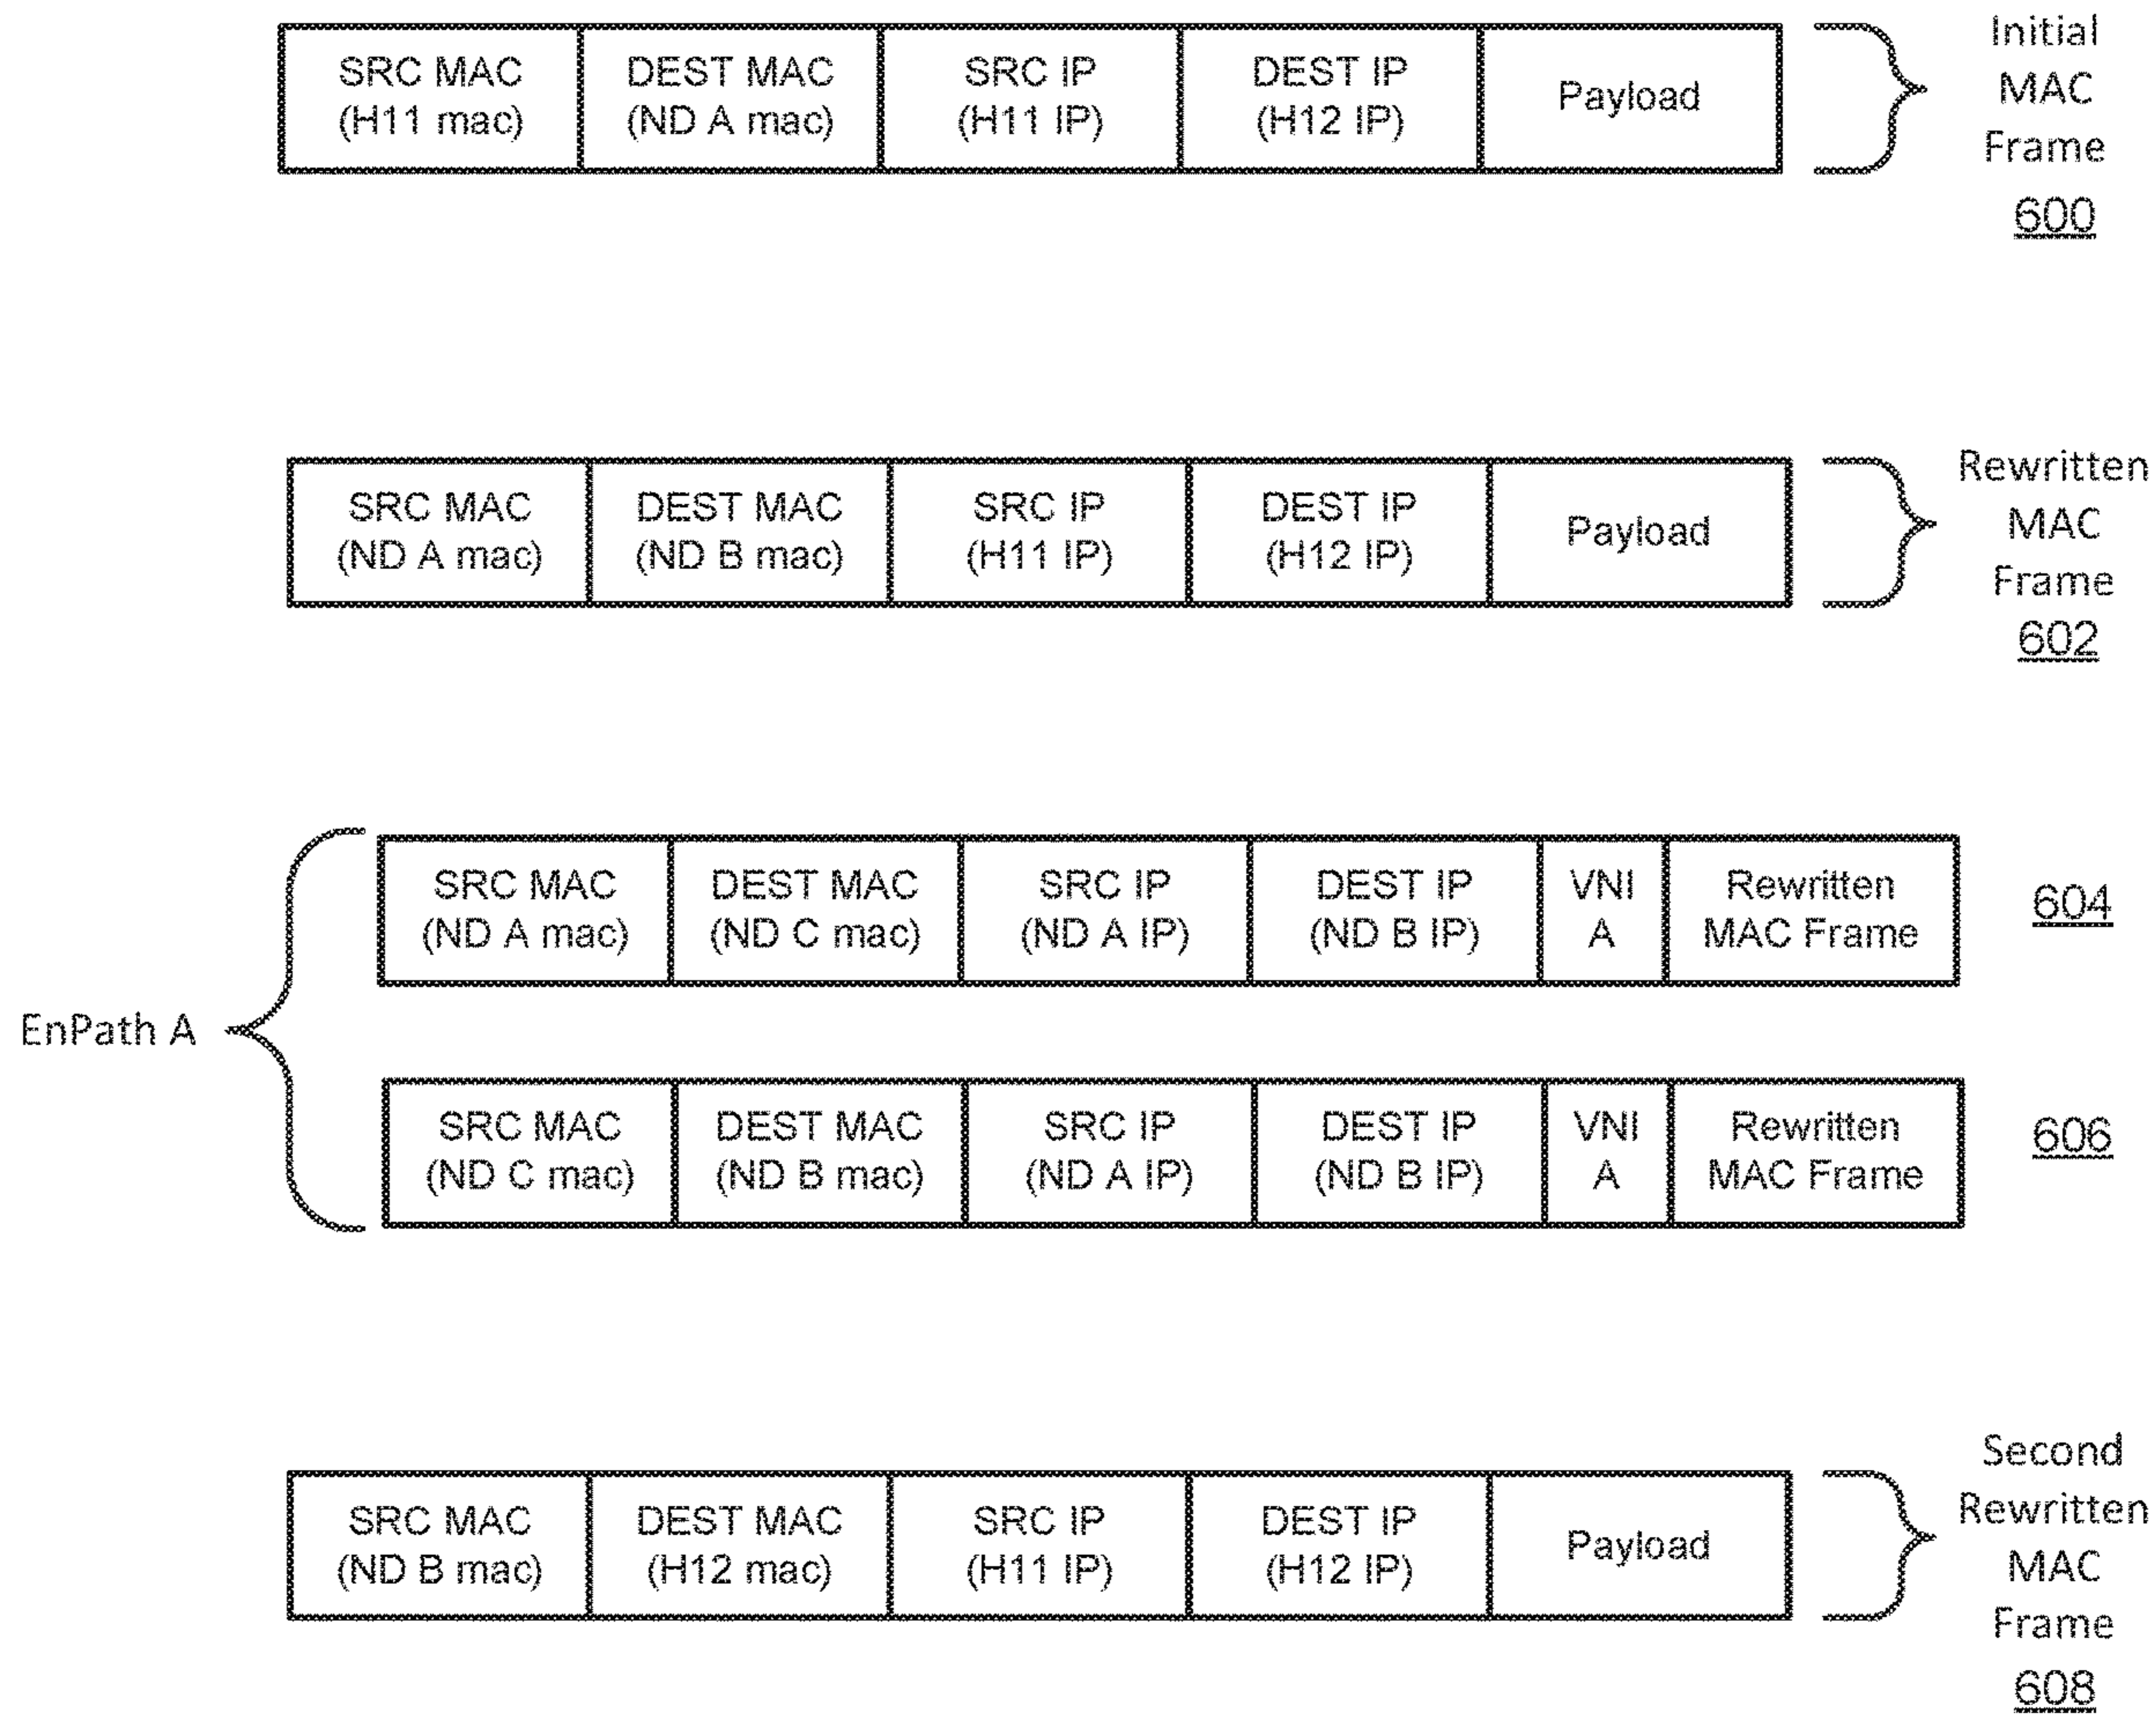 SRC MAC
(H11 mac)
DEST MAC
(ND A mac)
SRC IP
(H11 IP)
DEST IP
(H12 IP)
Payload
Initial
MAC
Frame
600
SRC MAC
(ND A mac)
DEST MAC
(ND B mac)
SRC IP
(H11 IP)
DEST IP
(H12 IP)
Payload
Rewritten
MAC
Frame
602
EnPath A
SRC MAC
(ND A mac)
DEST MAC
(ND C mac)
SRC IP
(ND A IP)
DEST IP
(ND B IP)
VNI
A
Rewritten
MAC Frame
604
SRC MAC
(ND C mac)
DEST MAC
(ND B mac)
SRC IP
(ND A IP)
DEST IP
(ND B IP)
VNI
A
Rewritten
MAC Frame
606
SRC MAC
(ND B mac)
DEST MAC
(H12 mac)
SRC IP
(H11 IP)
DEST IP
(H12 IP)
Payload
Second
Rewritten
MAC
Frame
608